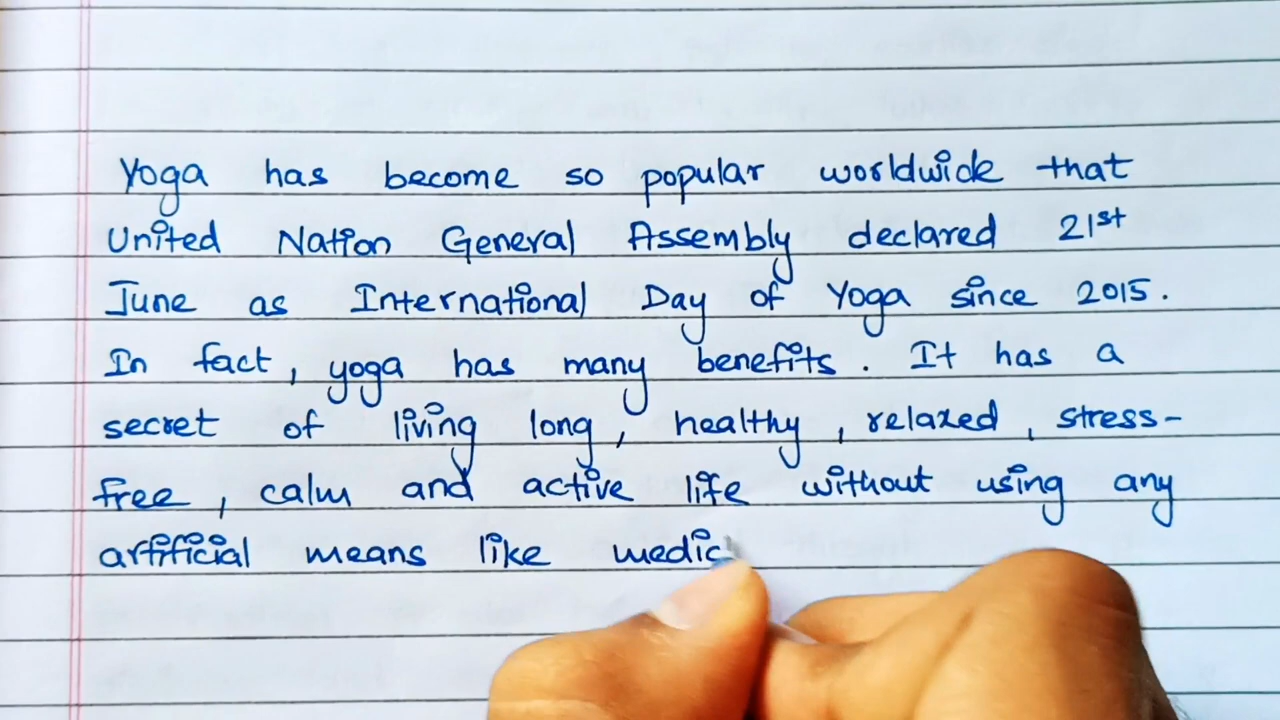 Yoga has become so popular worldwide that
United Nation General Assembly declared 21st
June as International Day of Yoga since 2015.
In fact, yoga has many benefits. It has a
secret of living long, healthy, relaxed, stress-
free, calm and active life without using any
artificial means like medic